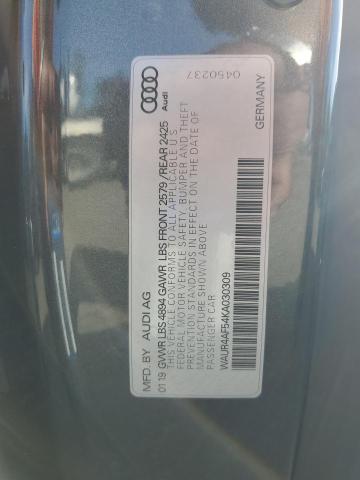 MFD. BY AUDI AG
01 19 GVWR LBS 4894 GAWR LBS FRONT 2579 / REAR 2425
THIS VEHICLE CONFORMS TO ALL APPLICABLE U S
FEDERAL MOTOR VEHICLE SAFETY, BUMPER AND THEFT
PREVENTION STANDARDS IN EFFECT ON THE DATE OF
MANUFACTURE SHOWN ABOVE
PASSENGER CAR
WAUR4AF54KA030309
GERMANY
Audi
0450237